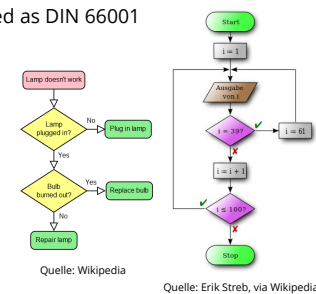 ed as DIN 66001
Lamp doesn't work
Lamp
plugged in?
No
Plug in lamp
Yes
Bulb
burned out?
Yes
Replace bulb
No
Repair lamp
Quelle: Wikipedia
Start
i = 1
Ausgabe
von i
i = 39?
i = 61
i = i + 1
i ≤ 100?
Stop
Quelle: Erik Streb, via Wikipedia